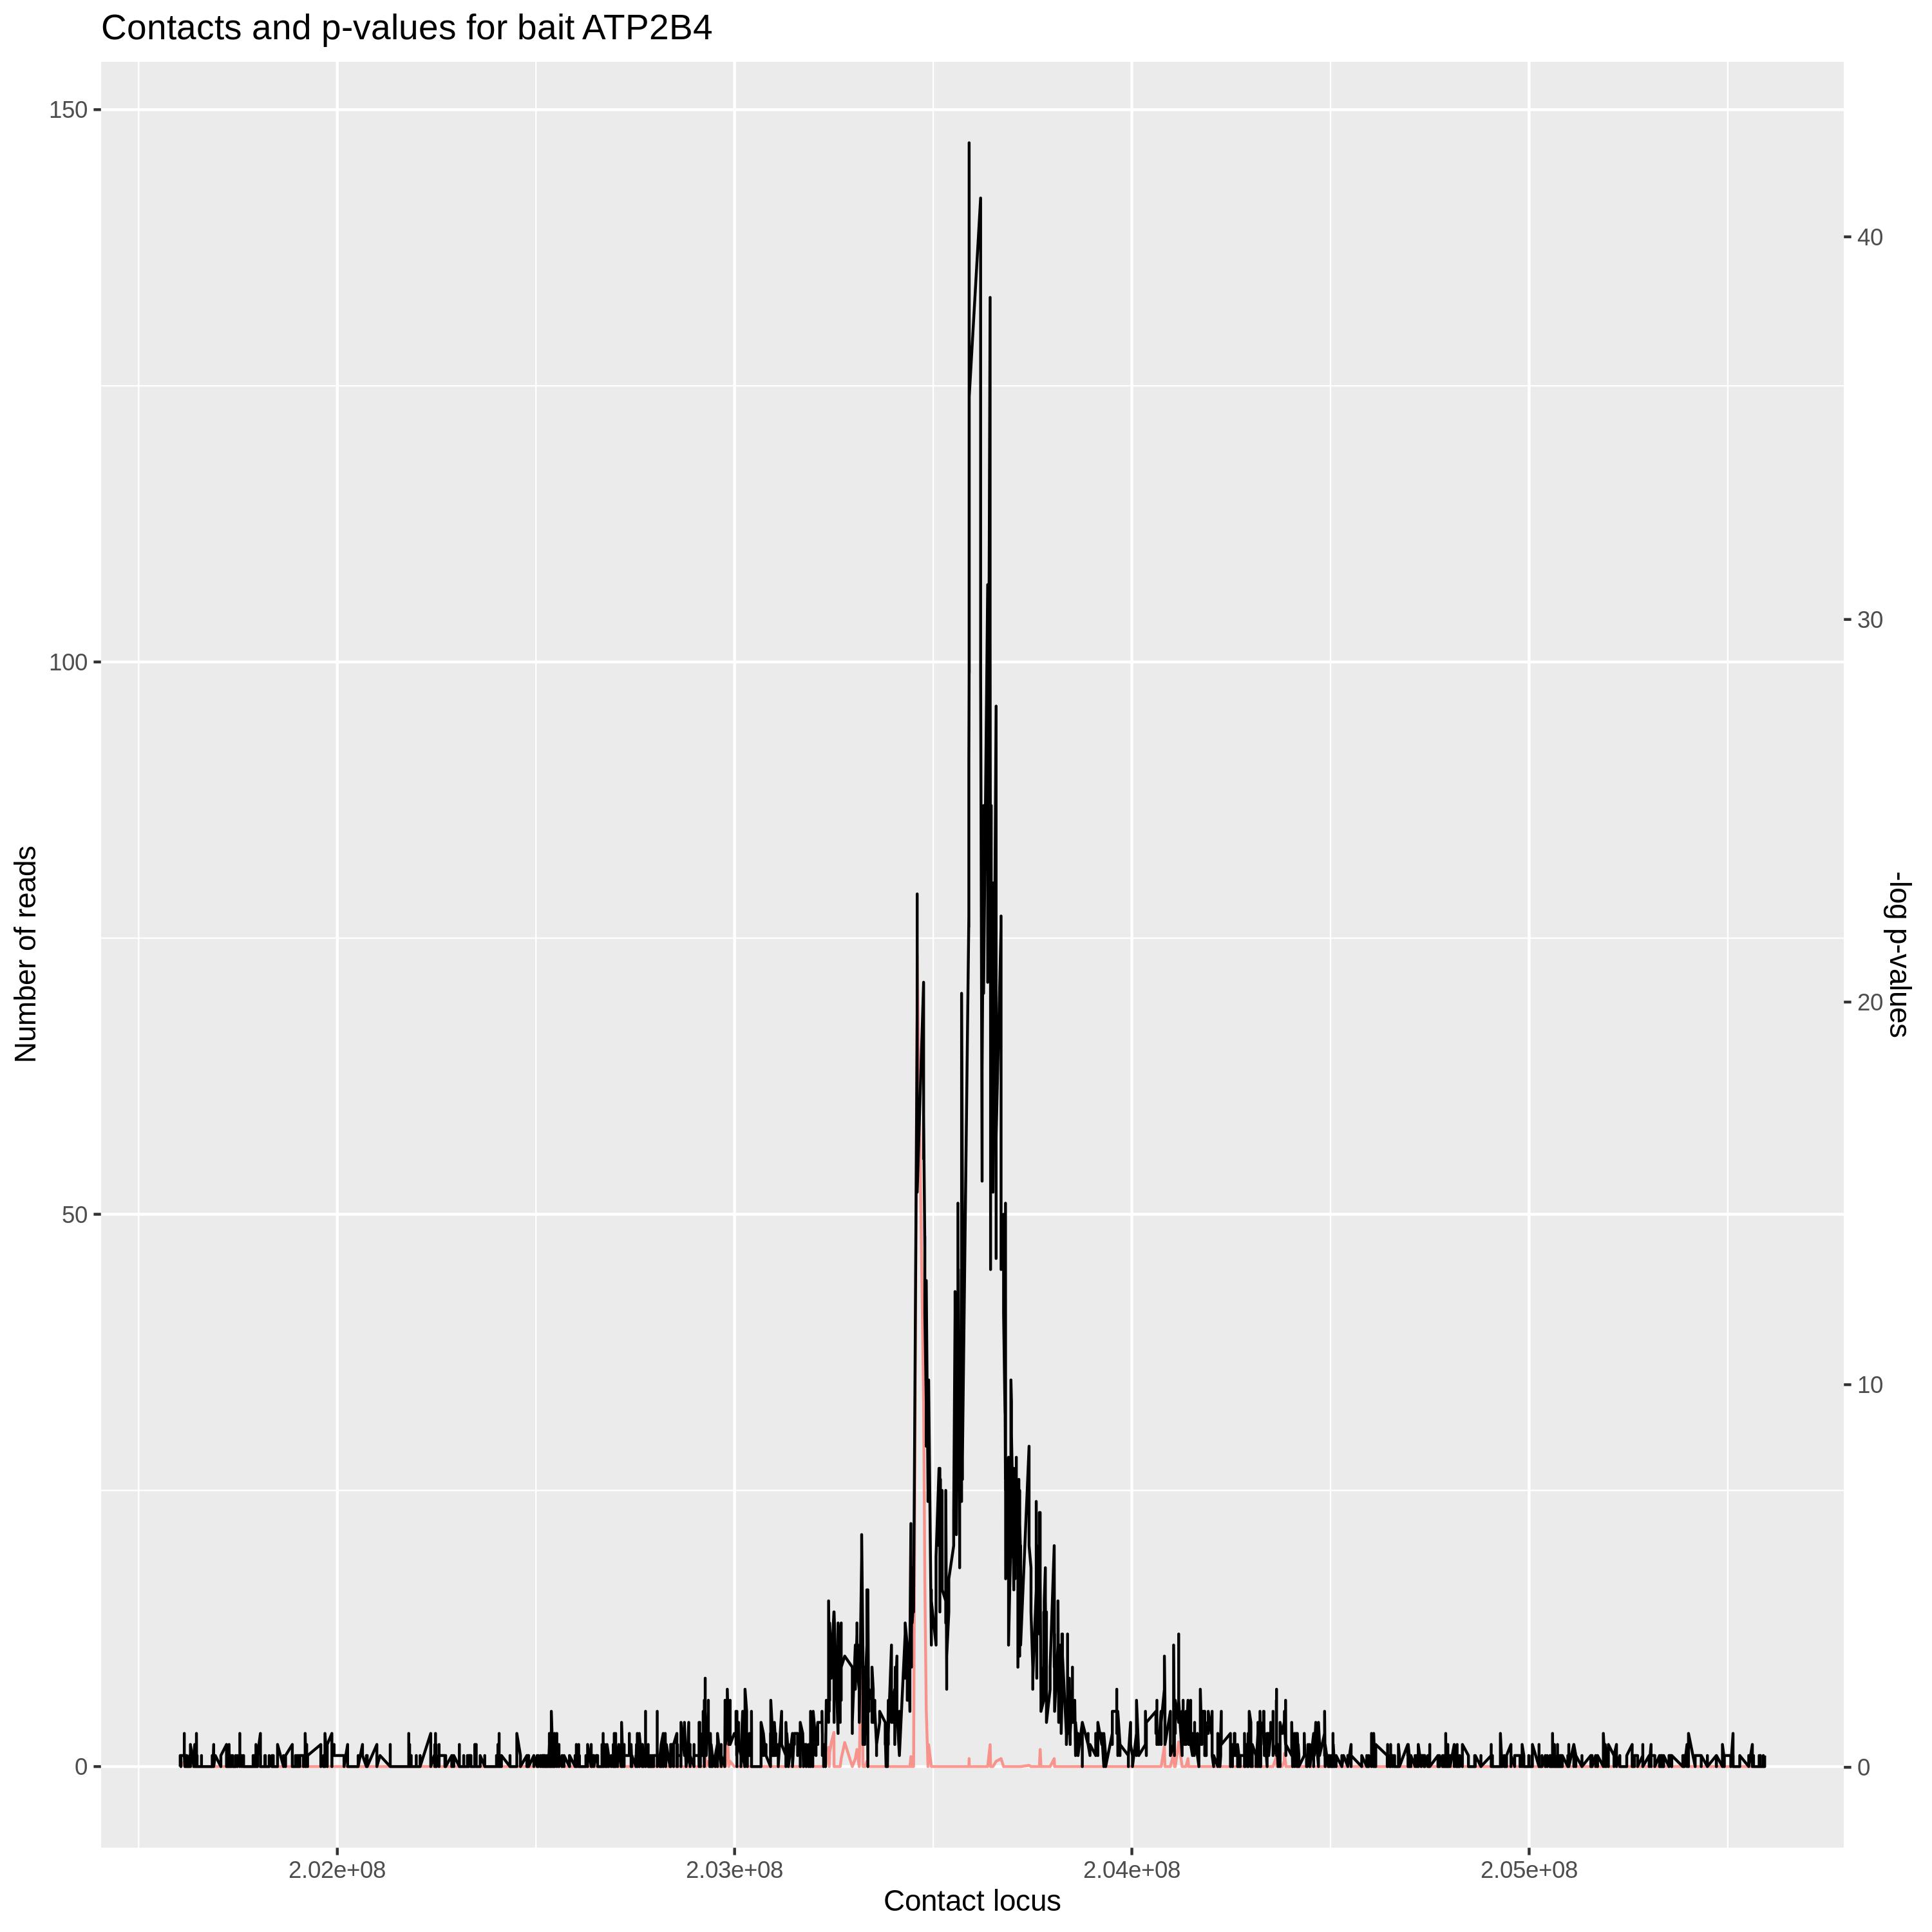 Contacts and p-values for bait ATP2B4
150
100
50
0
Number of reads
40
30
20
10
0
-log p-values
2.02e+08
2.03e+08
2.04e+08
2.05e+08
Contact locus